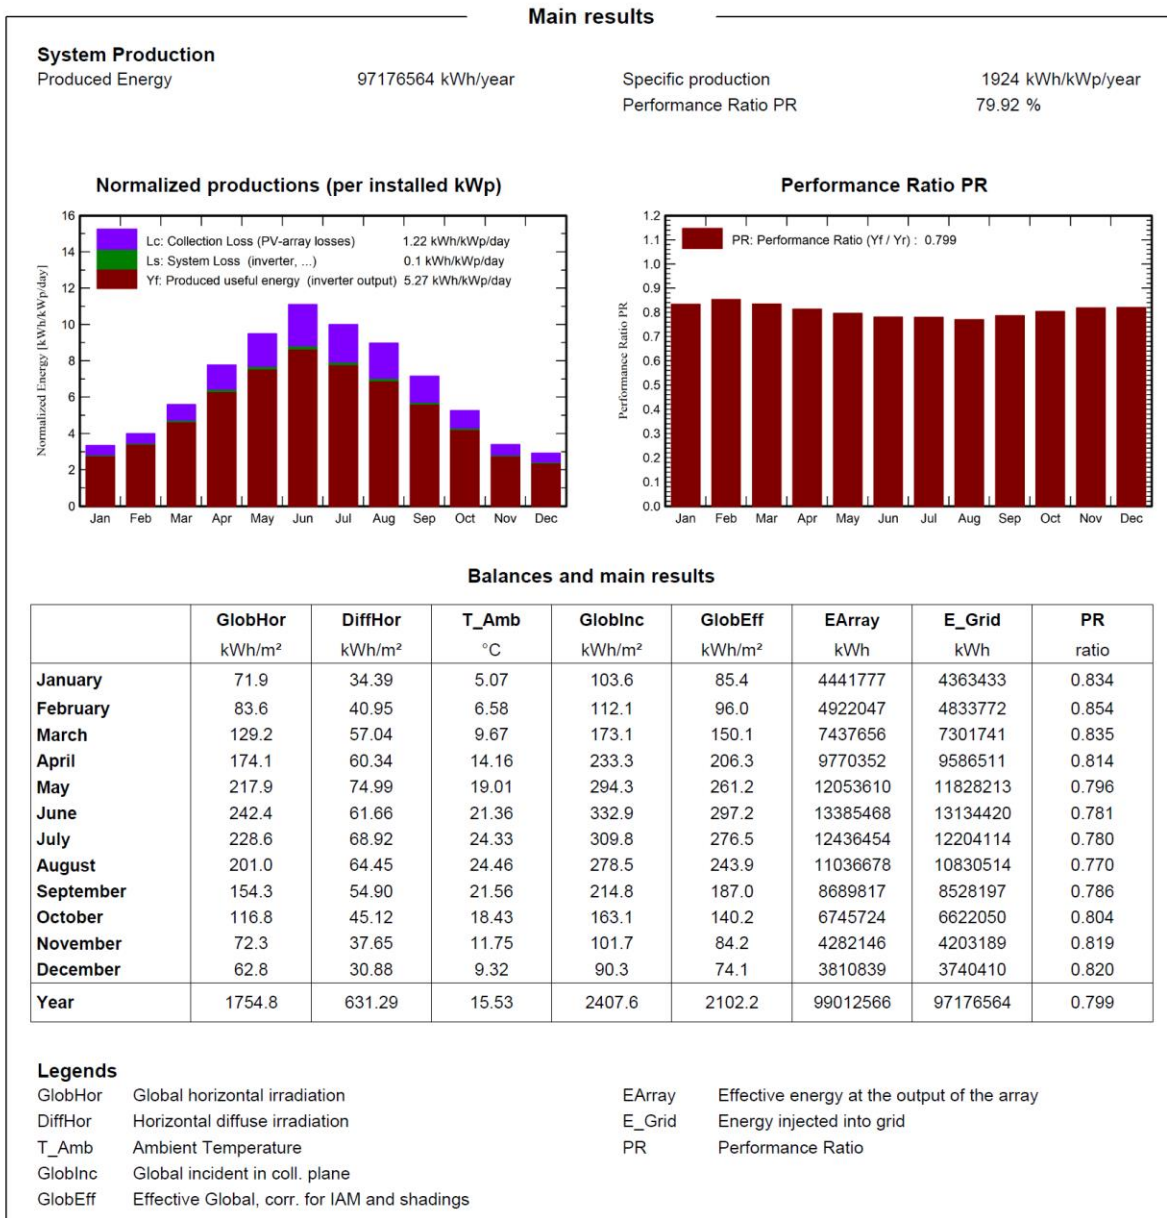 Main results
System Production
Produced Energy 97176564 kWh/year Specific production 1924 kWh/kWp/year
Performance Ratio PR 79.92 %
Normalized productions (per installed kWp)
Normalized Energy [kWh/kWp/day]
16
14
12
10
8
6
4
2
0
Lc: Collection Loss (PV-array losses) 1.22 kWh/kWp/day
Ls: System Loss (inverter, ...) 0.1 kWh/kWp/day
Yf: Produced useful energy (inverter output) 5.27 kWh/kWp/day
Jan Feb Mar Apr May Jun Jul Aug Sep Oct Nov Dec
Performance Ratio PR
Performance Ratio PR
1.2
1.1
1.0
0.9
0.8
0.7
0.6
0.5
0.4
0.3
0.2
0.1
0.0
PR: Performance Ratio (Yf / Yr) : 0.799
Jan Feb Mar Apr May Jun Jul Aug Sep Oct Nov Dec
Balances and main results
GlobHor DiffHor T_Amb GlobInc GlobEff EArray E_Grid PR
kWh/m² kWh/m² °C kWh/m² kWh/m² kWh kWh ratio
January 71.9 34.39 5.07 103.6 85.4 4441777 4363433 0.834
February 83.6 40.95 6.58 112.1 96.0 4922047 4833772 0.854
March 129.2 57.04 9.67 173.1 150.1 7437656 7301741 0.835
April 174.1 60.34 14.16 233.3 206.3 9770352 9586511 0.814
May 217.9 74.99 19.01 294.3 261.2 12053610 11828213 0.796
June 242.4 61.66 21.36 332.9 297.2 13385468 13134420 0.781
July 228.6 68.92 24.33 309.8 276.5 12436454 12204114 0.780
August 201.0 64.45 24.46 278.5 243.9 11036678 10830514 0.770
September 154.3 54.90 21.56 214.8 187.0 8689817 8528197 0.786
October 116.8 45.12 18.43 163.1 140.2 6745724 6622050 0.804
November 72.3 37.65 11.75 101.7 84.2 4282146 4203189 0.819
December 62.8 30.88 9.32 90.3 74.1 3810839 3740410 0.820
Year 1754.8 631.29 15.53 2407.6 2102.2 99012566 97176564 0.799
Legends
GlobHor Global horizontal irradiation EArray Effective energy at the output of the array
DiffHor Horizontal diffuse irradiation E_Grid Energy injected into grid
T_Amb Ambient Temperature PR Performance Ratio
GlobInc Global incident in coll. plane
GlobEff Effective Global, corr. for IAM and shadings